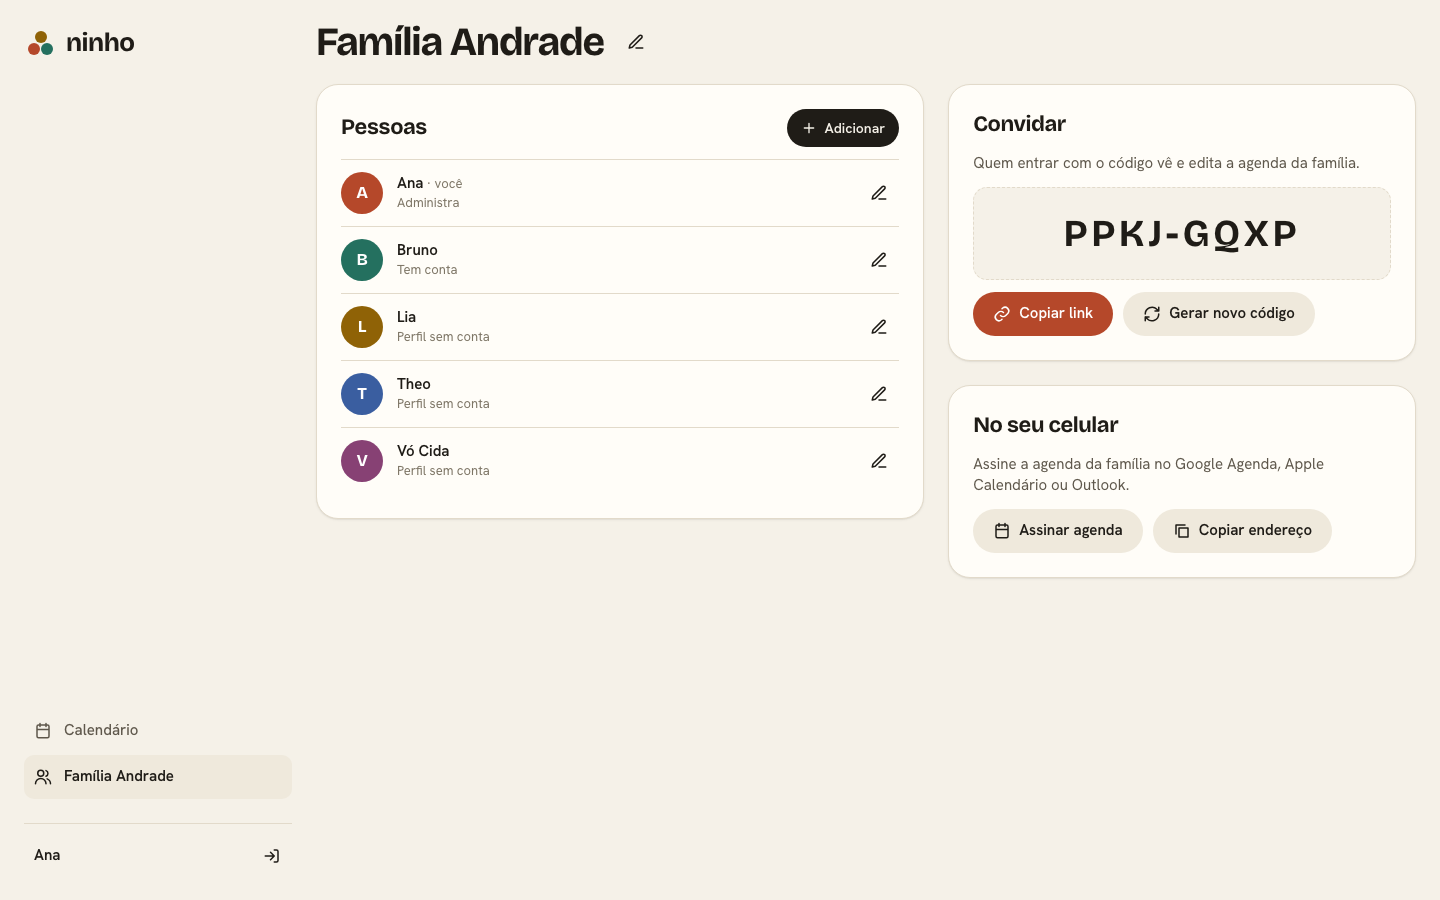 ninho
Família Andrade
Pessoas
Adicionar
A
Ana · você
Administra
B
Bruno
Tem conta
L
Lia
Perfil sem conta
T
Theo
Perfil sem conta
V
Vó Cida
Perfil sem conta
Convidar
Quem entrar com o código vê e edita a agenda da família.
PPKJ-GQXP
Copiar link
Gerar novo código
No seu celular
Assine a agenda da família no Google Agenda, Apple
Calendário ou Outlook.
Assinar agenda
Copiar endereço
Calendário
Família Andrade
Ana